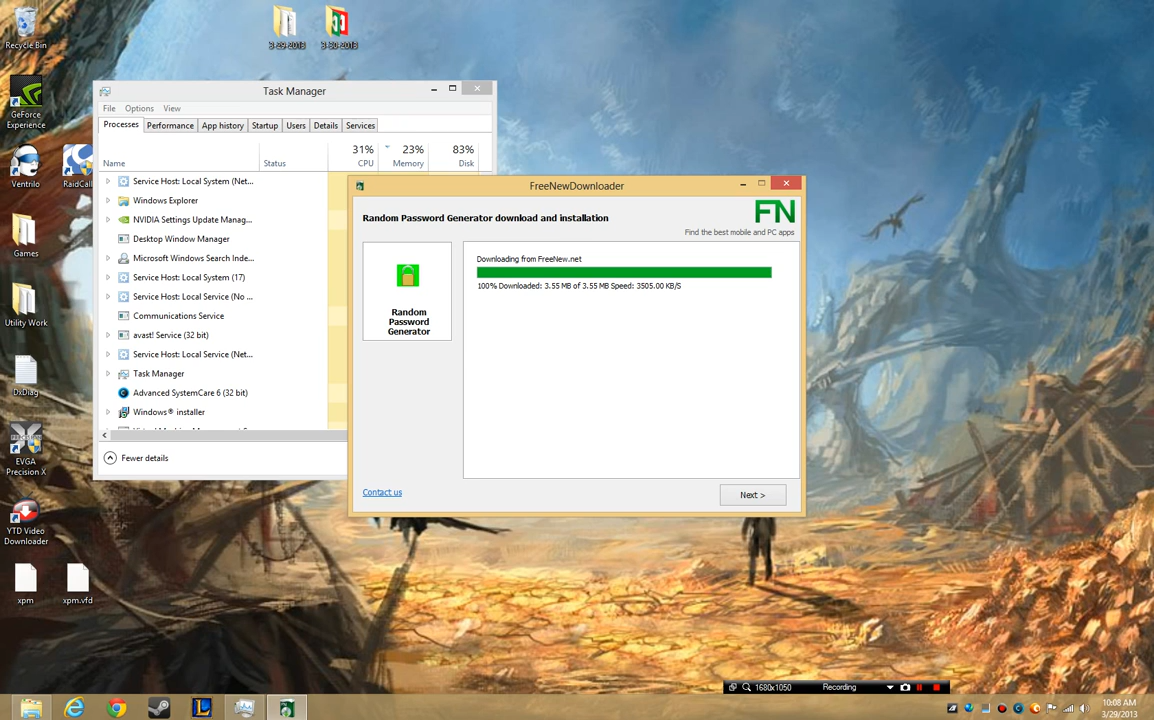 Recycle Bin
3-29-2013
3-30-2013
GeForce
Experience
Ventrilo
RaidCall
Games
Utility Work
DxDiag
EVGA
Precision X
YTD Video
Downloader
xpm
xpm.vfd
Task Manager
File Options View
Processes Performance App history Startup Users Details Services
31% 23% 83%
Name Status CPU Memory Disk
Service Host: Local System (Net...
Windows Explorer
NVIDIA Settings Update Manag...
Desktop Window Manager
Microsoft Windows Search Inde...
Service Host: Local System (17)
Service Host: Local Service (No ...
Communications Service
avast! Service (32 bit)
Service Host: Local Service (Net...
Task Manager
Advanced SystemCare 6 (32 bit)
Windows® installer
Fewer details
FreeNewDownloader
Random Password Generator download and installation
FN
Find the best mobile and PC apps
Random
Password
Generator
Downloading from FreeNew.net
100% Downloaded: 3.55 MB of 3.55 MB Speed: 3505.00 KB/S
Contact us
Next >
1680x1050 Recording
10:08 AM
3/29/2013